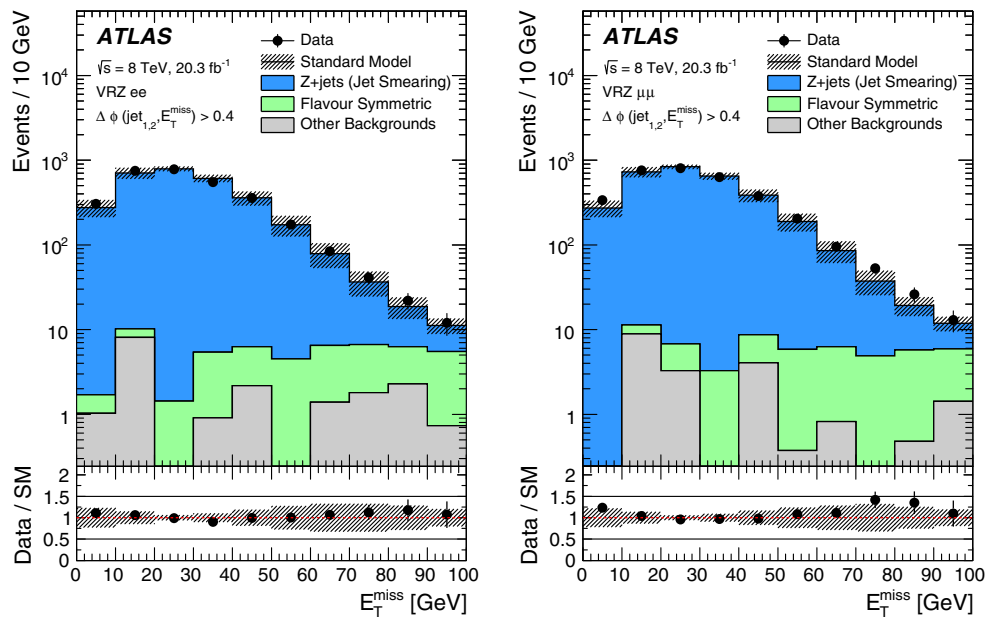 Events / 10 GeV
ATLAS
√s = 8 TeV, 20.3 fb⁻¹
VRZ ee
Δ ϕ (jet₁,₂,E_T^miss) > 0.4
Data
Standard Model
Z+jets (Jet Smearing)
Flavour Symmetric
Other Backgrounds
10⁴
10³
10²
10
1
Data / SM
2
1.5
1
0.5
0
0 10 20 30 40 50 60 70 80 90 100
E_T^miss [GeV]
Events / 10 GeV
ATLAS
√s = 8 TeV, 20.3 fb⁻¹
VRZ μμ
Δ ϕ (jet₁,₂,E_T^miss) > 0.4
Data
Standard Model
Z+jets (Jet Smearing)
Flavour Symmetric
Other Backgrounds
10⁴
10³
10²
10
1
Data / SM
2
1.5
1
0.5
0
0 10 20 30 40 50 60 70 80 90 100
E_T^miss [GeV]